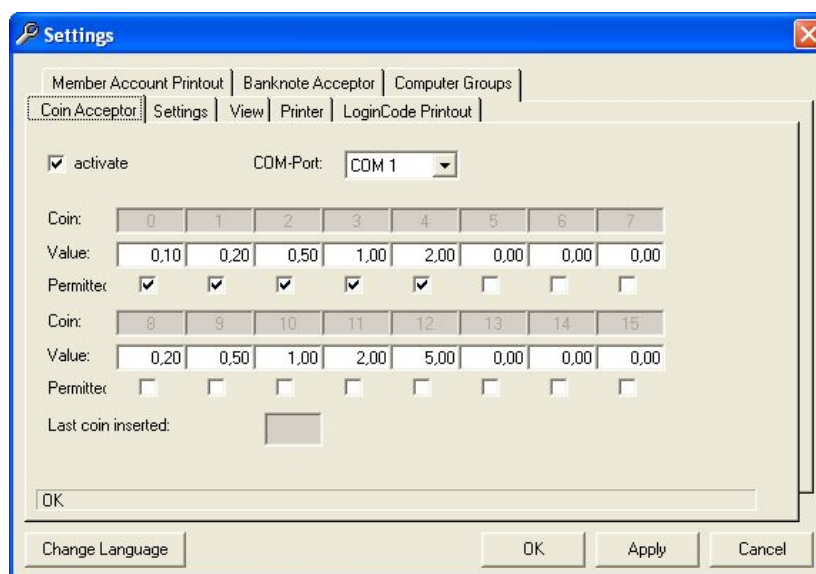 Settings
Member Account Printout Banknote Acceptor Computer Groups
Coin Acceptor Settings View Printer LoginCode Printout
activate COM-Port: COM 1
Coin: 0 1 2 3 4 5 6 7
Value: 0,10 0,20 0,50 1,00 2,00 0,00 0,00 0,00
Permittec
Coin: 8 9 10 11 12 13 14 15
Value: 0,20 0,50 1,00 2,00 5,00 0,00 0,00 0,00
Permittec
Last coin inserted:
OK
Change Language OK Apply Cancel